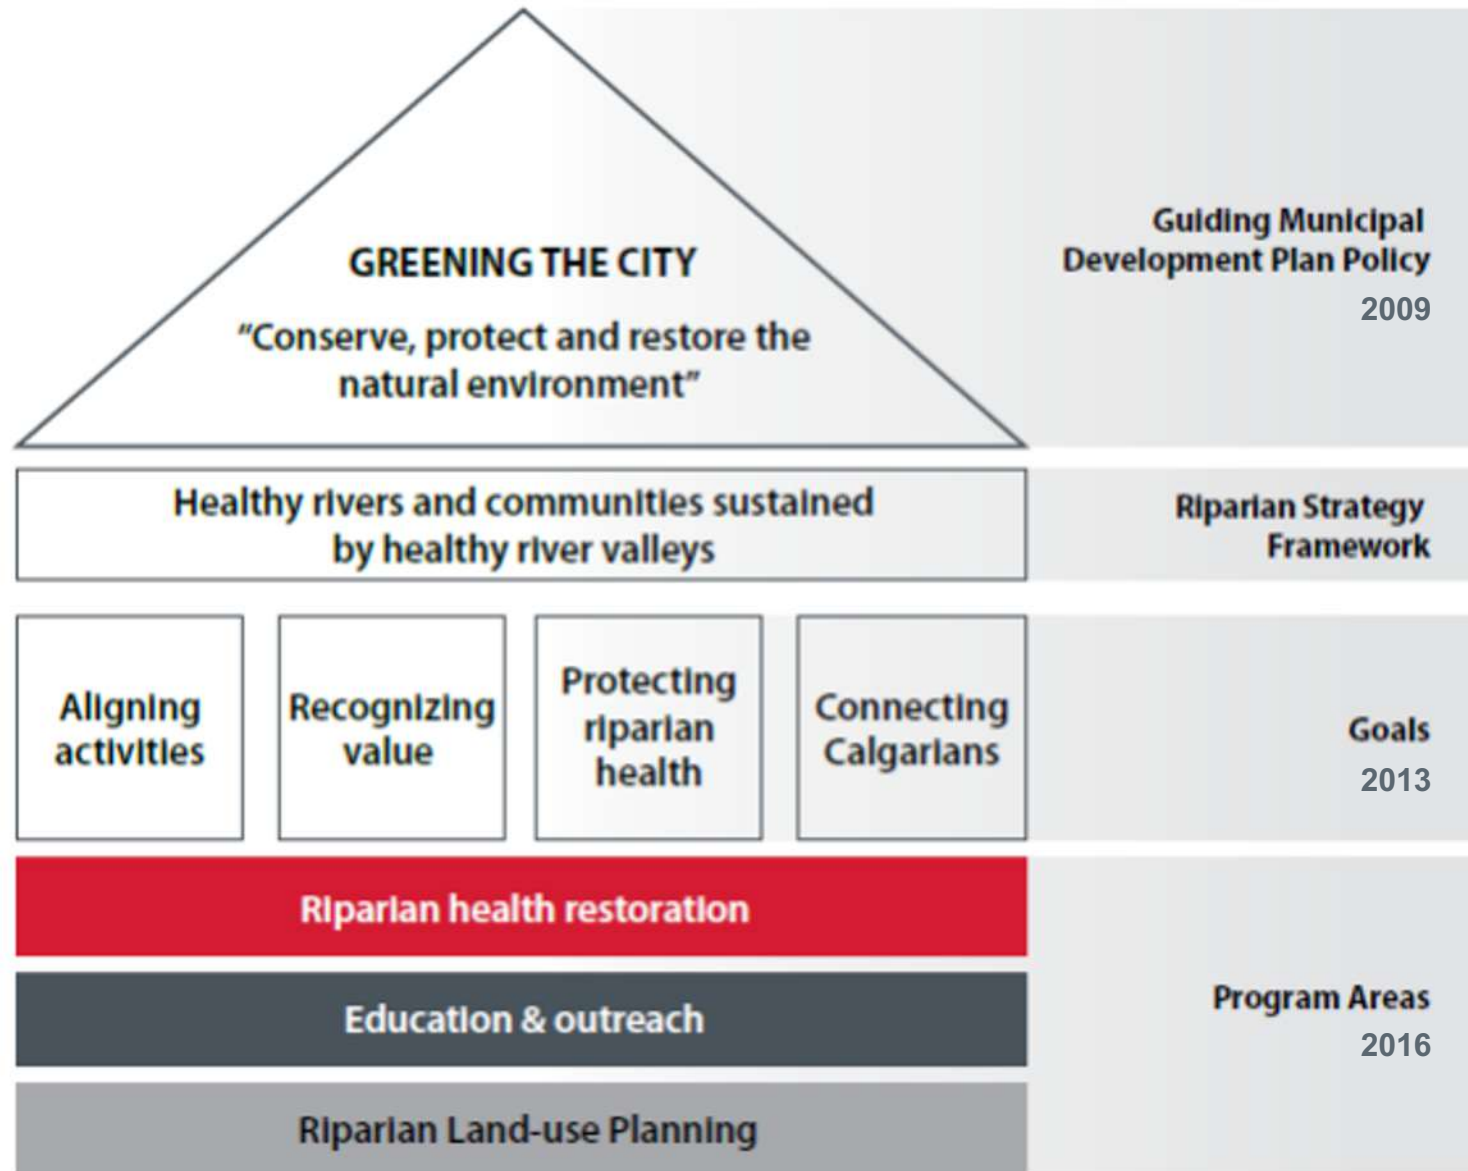 GREENING THE CITY
"Conserve, protect and restore the
natural environment"
Guiding Municipal
Development Plan Policy
2009
Healthy rivers and communities sustained
by healthy river valleys
Riparian Strategy
Framework
Aligning
activities
Recognizing
value
Protecting
riparian
health
Connecting
Calgarians
Goals
2013
Riparian health restoration
Education & outreach
Riparian Land-use Planning
Program Areas
2016